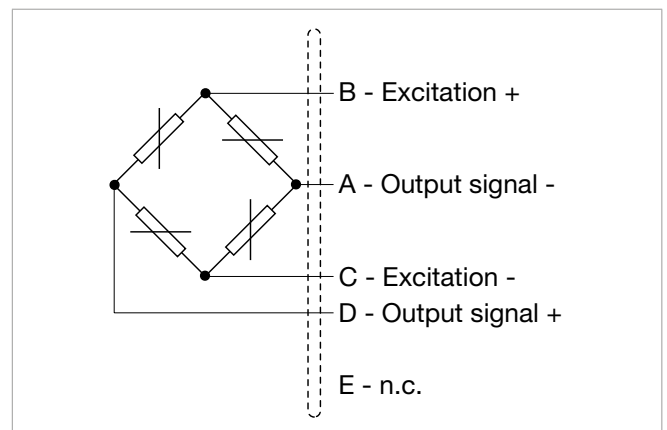 B - Excitation +
A - Output signal -
C - Excitation -
D - Output signal +
E - n.c.